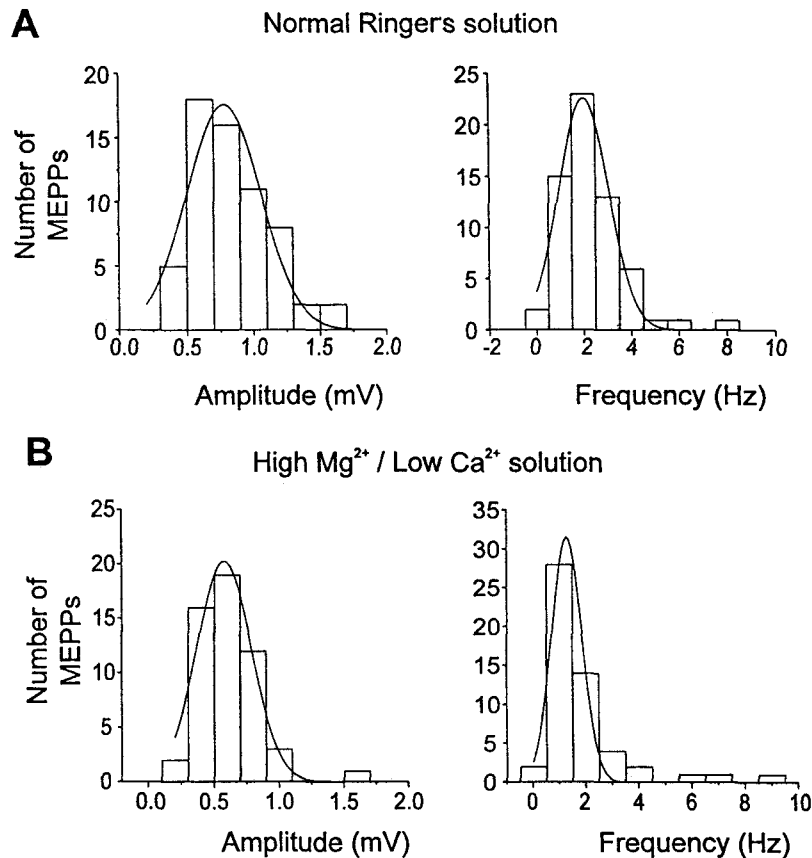 A
Normal Ringers solution
20
15
10
5
0
Number of
MEPPs
0.0 0.5 1.0 1.5 2.0
Amplitude (mV)
25
20
15
10
5
0
-2 0 2 4 6 8 10
Frequency (Hz)
B
High Mg²⁺ / Low Ca²⁺ solution
25
20
15
10
5
0
Number of
MEPPs
0.0 0.5 1.0 1.5 2.0
Amplitude (mV)
35
30
25
20
15
10
5
0
0 2 4 6 8 10
Frequency (Hz)